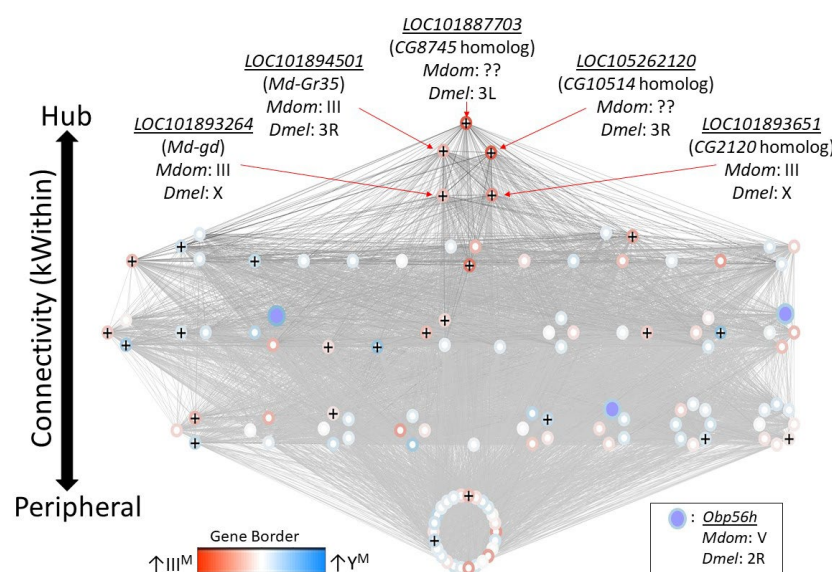 LOC101887703
(CG8745 homolog)
Mdom: ??
Dmel: 3L
LOC101894501
(Md-Gr35)
Mdom: III
Dmel: 3R
LOC105262120
(CG10514 homolog)
Mdom: ??
Dmel: 3R
LOC101893264
(Md-gd)
Mdom: III
Dmel: X
LOC101893651
(CG2120 homolog)
Mdom: III
Dmel: X
Hub
Connectivity (kWithin)
Peripheral
Gene Border
↑IIIᴹ
↑Yᴹ
: Obp56h
Mdom: V
Dmel: 2R